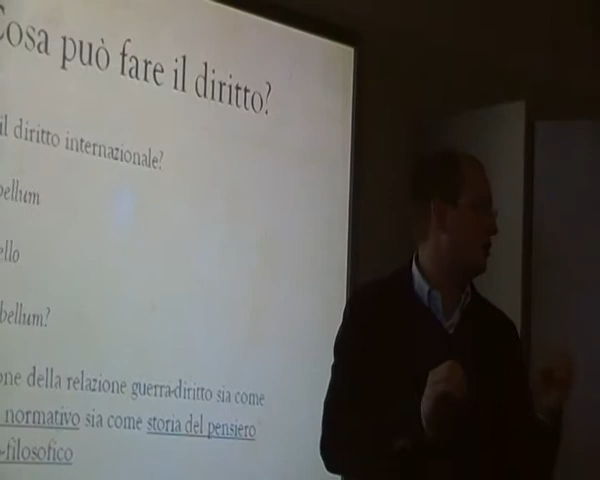 Cosa può fare il diritto?
il diritto internazionale?
bellum
ello
bellum?
one della relazione guerra-diritto sia come
normativo sia come storia del pensiero
-filosofico